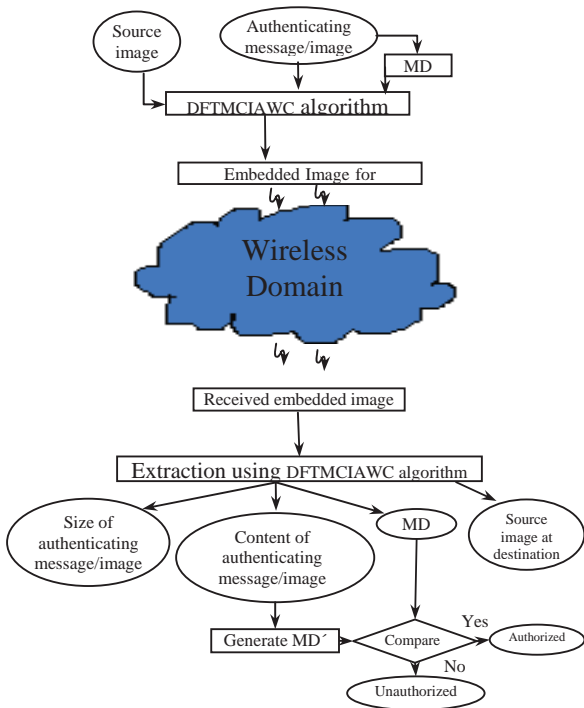 Source
image
Authenticating
message/image
MD
DFTMCIAWC algorithm
Embedded Image for
Wireless
Domain
Received embedded image
Extraction using DFTMCIAWC algorithm
Size of
authenticating
message/image
Content of
authenticating
message/image
MD
Source
image at
destination
Generate MD´
Compare
Yes
Authorized
No
Unauthorized